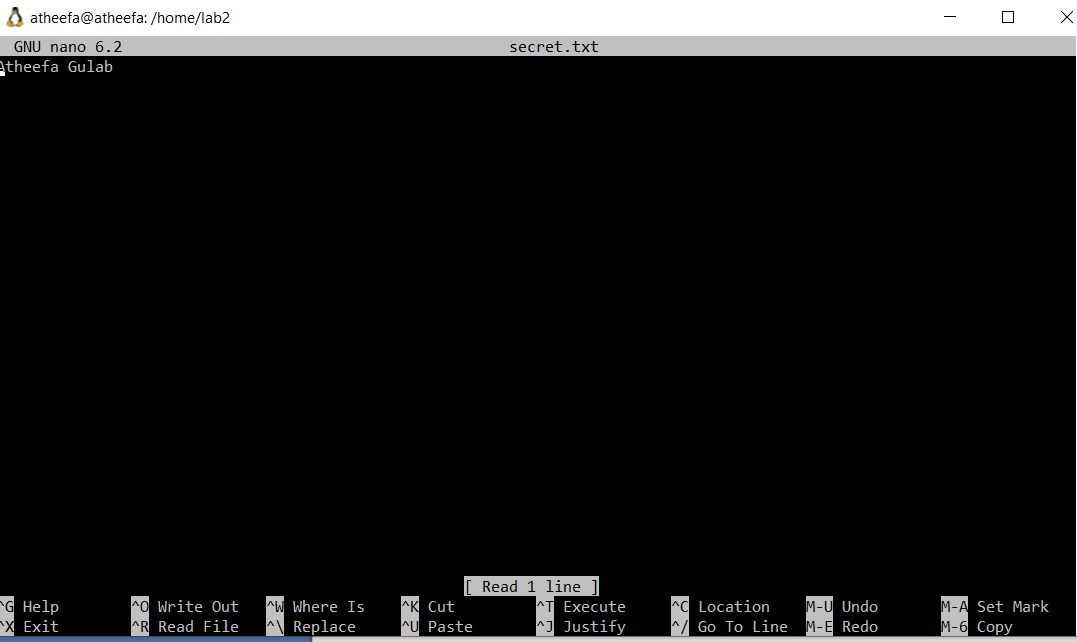 atheefa@atheefa: /home/lab2
GNU nano 6.2 secret.txt
Atheefa Gulab
[ Read 1 line ]
^G Help ^O Write Out ^W Where Is ^K Cut ^T Execute ^C Location M-U Undo M-A Set Mark
^X Exit ^R Read File ^\ Replace ^U Paste ^J Justify ^/ Go To Line M-E Redo M-6 Copy